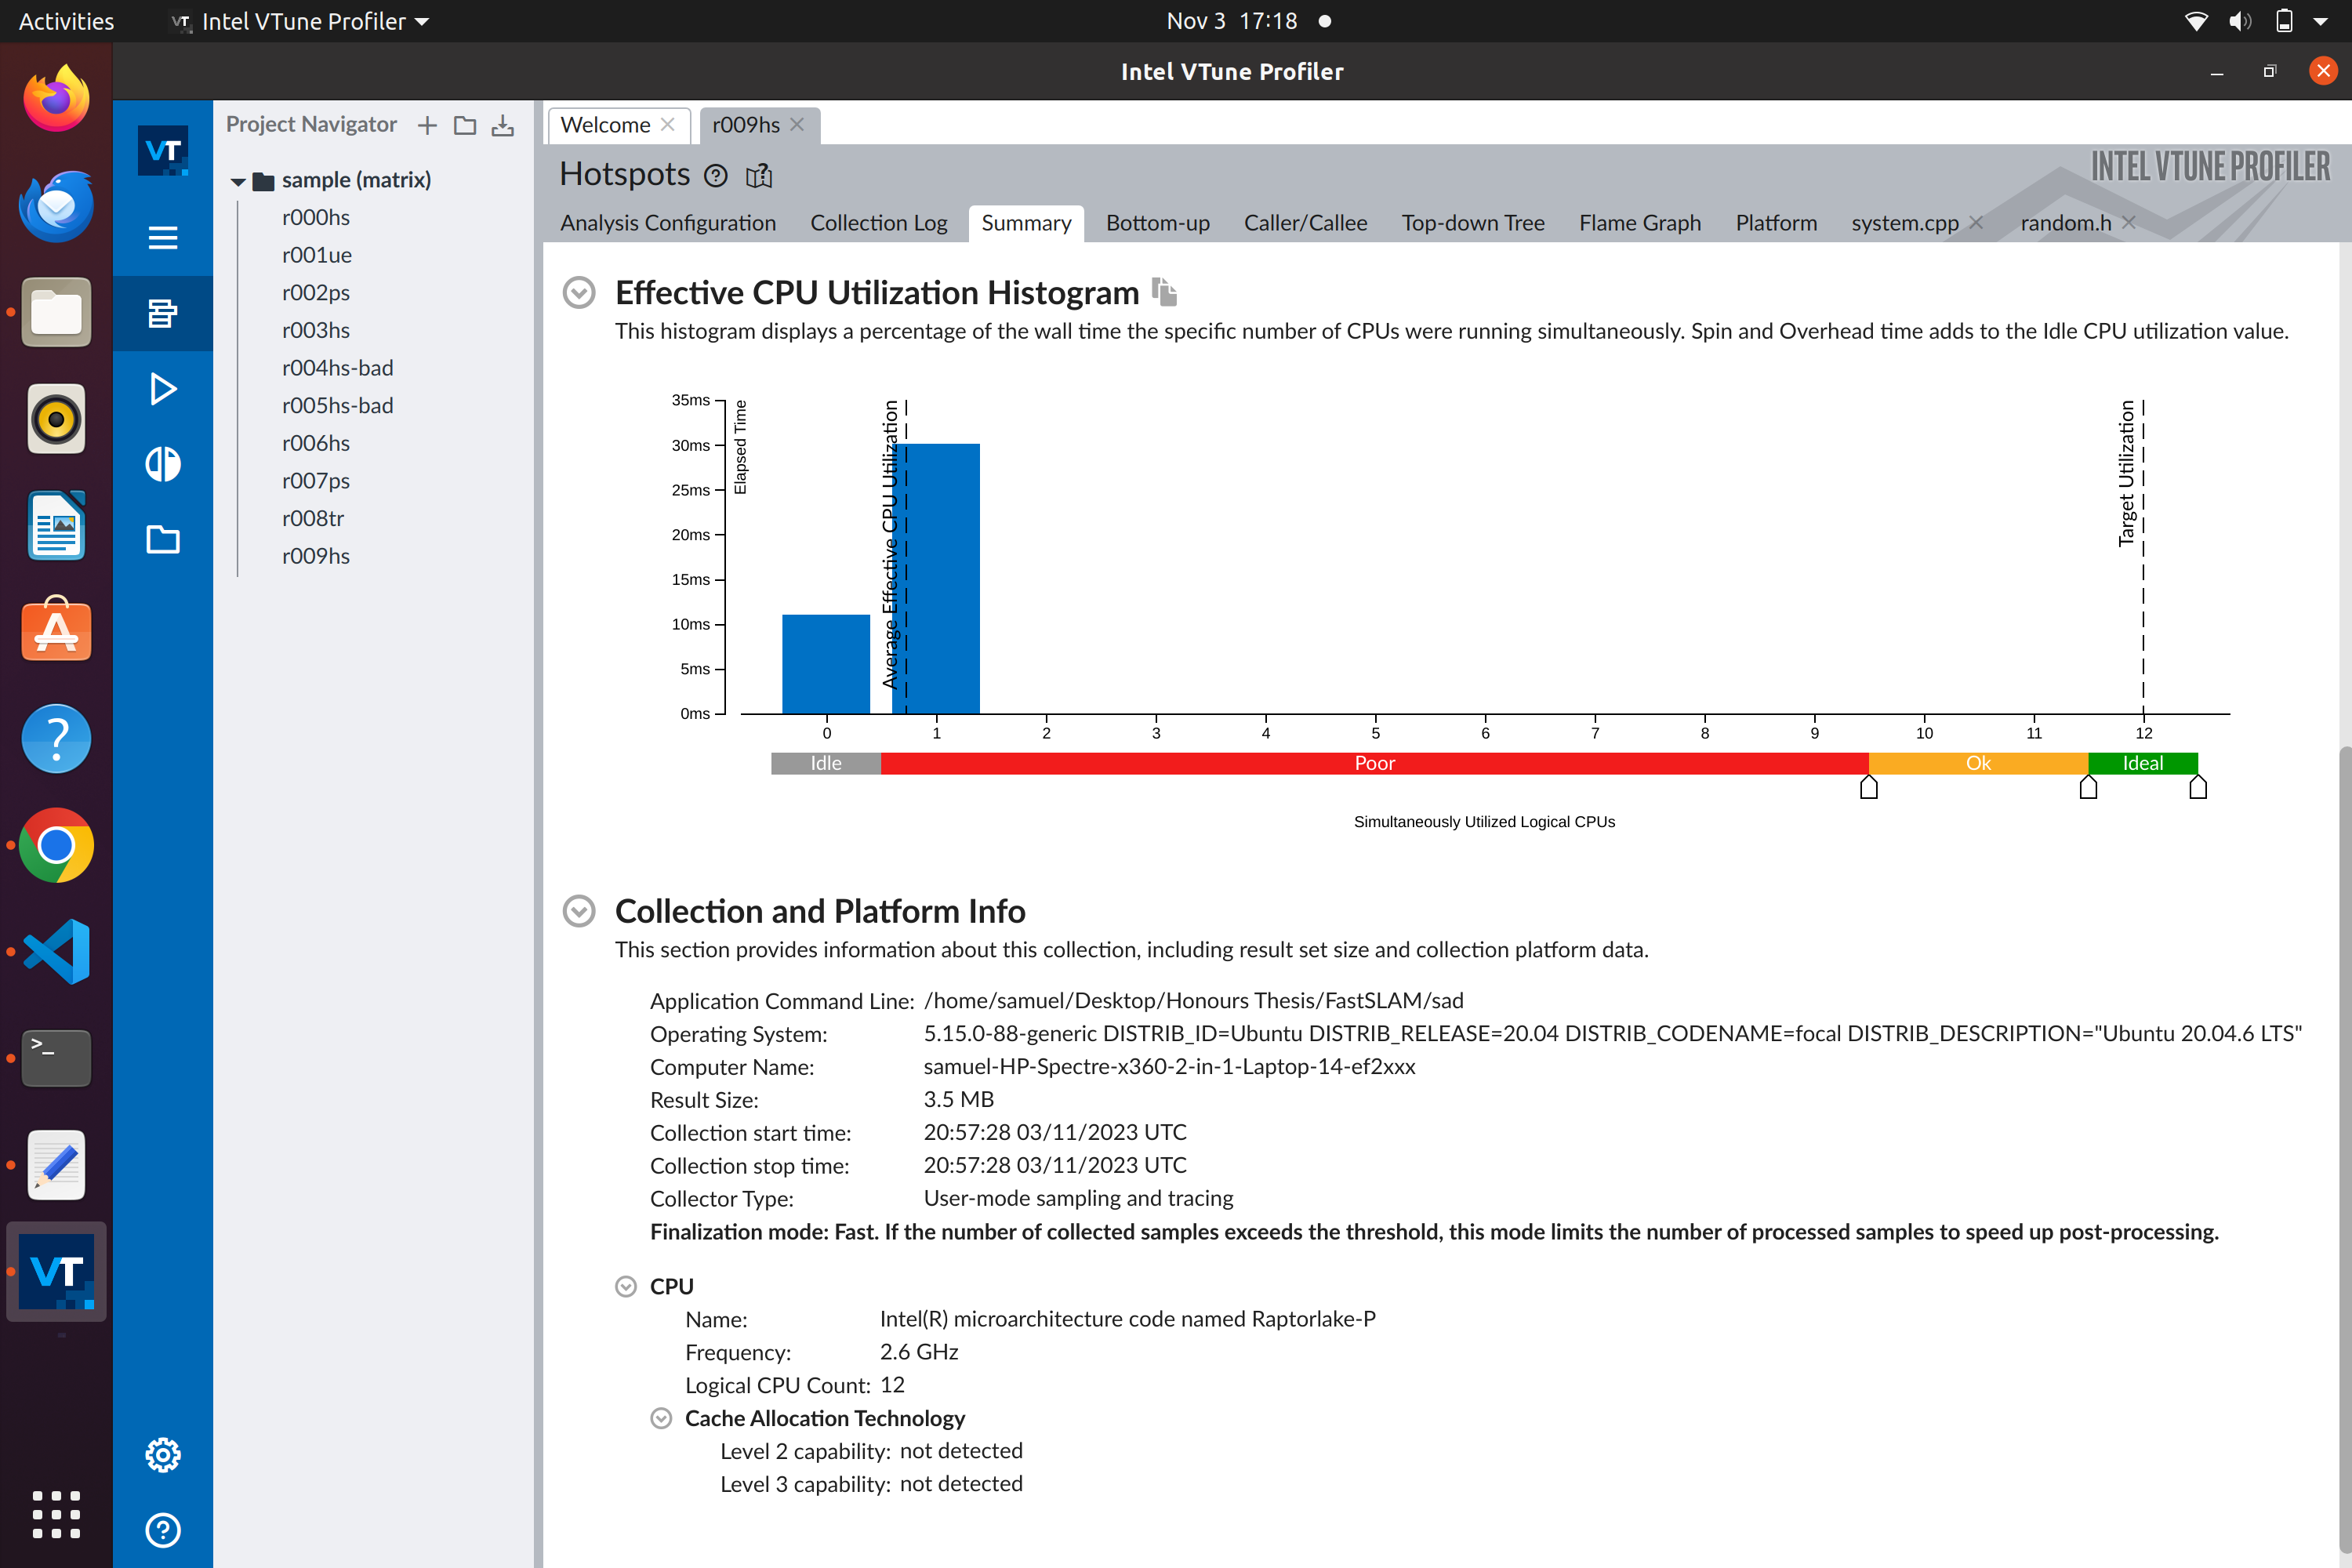 Activities
Intel VTune Profiler
Nov 3 17:18
Intel VTune Profiler
VT
Project Navigator
sample (matrix)
r000hs
r001ue
r002ps
r003hs
r004hs-bad
r005hs-bad
r006hs
r007ps
r008tr
r009hs
Welcome
r009hs
Hotspots
INTEL VTUNE PROFILER
Analysis Configuration
Collection Log
Summary
Bottom-up
Caller/Callee
Top-down Tree
Flame Graph
Platform
system.cpp
random.h
Effective CPU Utilization Histogram
This histogram displays a percentage of the wall time the specific number of CPUs were running simultaneously. Spin and Overhead time adds to the Idle CPU utilization value.
35ms
30ms
25ms
20ms
15ms
10ms
5ms
0ms
Elapsed Time
Average Effective CPU Utilization
Target Utilization
0 1 2 3 4 5 6 7 8 9 10 11 12
Idle Poor Ok Ideal
Simultaneously Utilized Logical CPUs
Collection and Platform Info
This section provides information about this collection, including result set size and collection platform data.
Application Command Line: /home/samuel/Desktop/Honours Thesis/FastSLAM/sad
Operating System: 5.15.0-88-generic DISTRIB_ID=Ubuntu DISTRIB_RELEASE=20.04 DISTRIB_CODENAME=focal DISTRIB_DESCRIPTION="Ubuntu 20.04.6 LTS"
Computer Name: samuel-HP-Spectre-x360-2-in-1-Laptop-14-ef2xxx
Result Size: 3.5 MB
Collection start time: 20:57:28 03/11/2023 UTC
Collection stop time: 20:57:28 03/11/2023 UTC
Collector Type: User-mode sampling and tracing
Finalization mode: Fast. If the number of collected samples exceeds the threshold, this mode limits the number of processed samples to speed up post-processing.
CPU
Name: Intel(R) microarchitecture code named Raptorlake-P
Frequency: 2.6 GHz
Logical CPU Count: 12
Cache Allocation Technology
Level 2 capability: not detected
Level 3 capability: not detected
VT